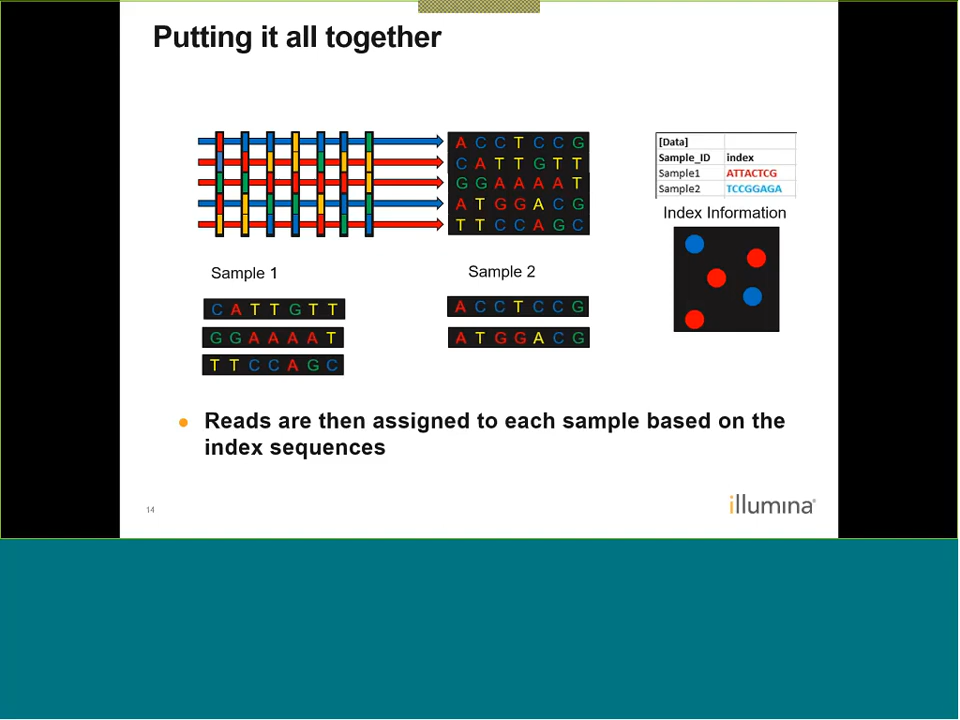 Putting it all together
A C C T C C G
C A T T G T T
G G A A A A T
A T G G A C G
T T C C A G C
[Data]
Sample_ID index
Sample1 ATTACTCG
Sample2 TCCGGAGA
Index Information
Sample 1
C A T T G T T
G G A A A A T
T T C C A G C
Sample 2
A C C T C C G
A T G G A C G
Reads are then assigned to each sample based on the
index sequences
14
illumina®